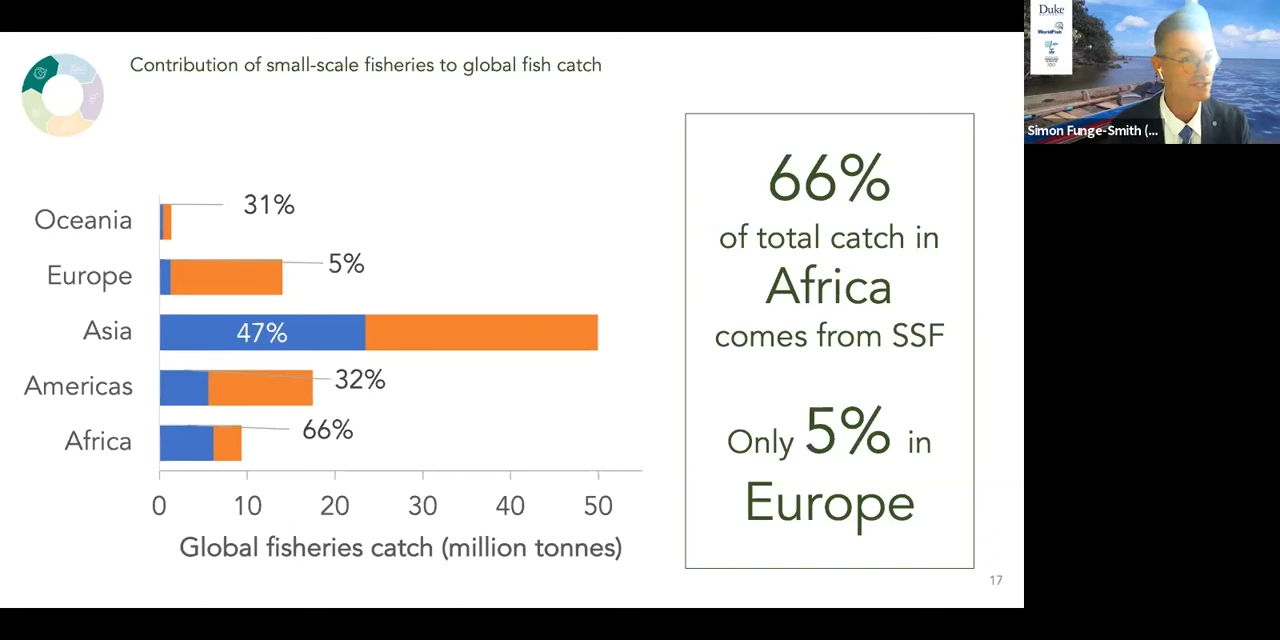 Contribution of small-scale fisheries to global fish catch
Oceania
31%
Europe
5%
Asia
47%
Americas
32%
Africa
66%
0 10 20 30 40 50
Global fisheries catch (million tonnes)
66%
of total catch in
Africa
comes from SSF
Only 5% in
Europe
17
Duke
WorldFish
Simon Funge-Smith (...